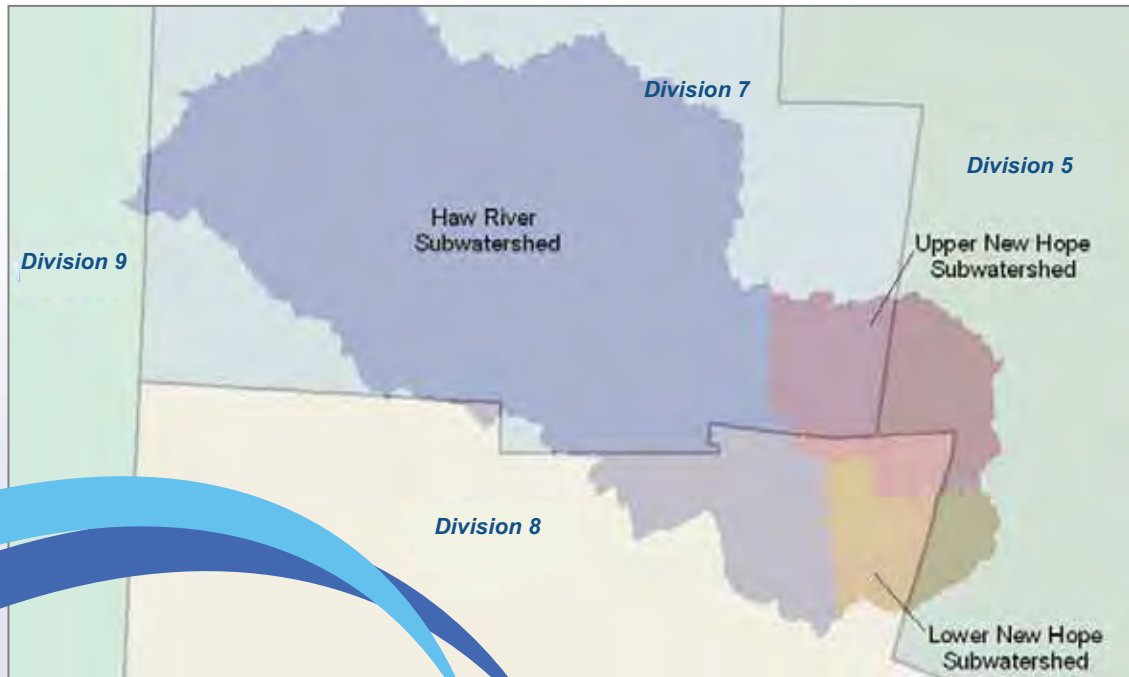 Division 7
Division 5
Haw River
Subwatershed
Upper New Hope
Subwatershed
Division 9
Division 8
Lower New Hope
Subwatershed